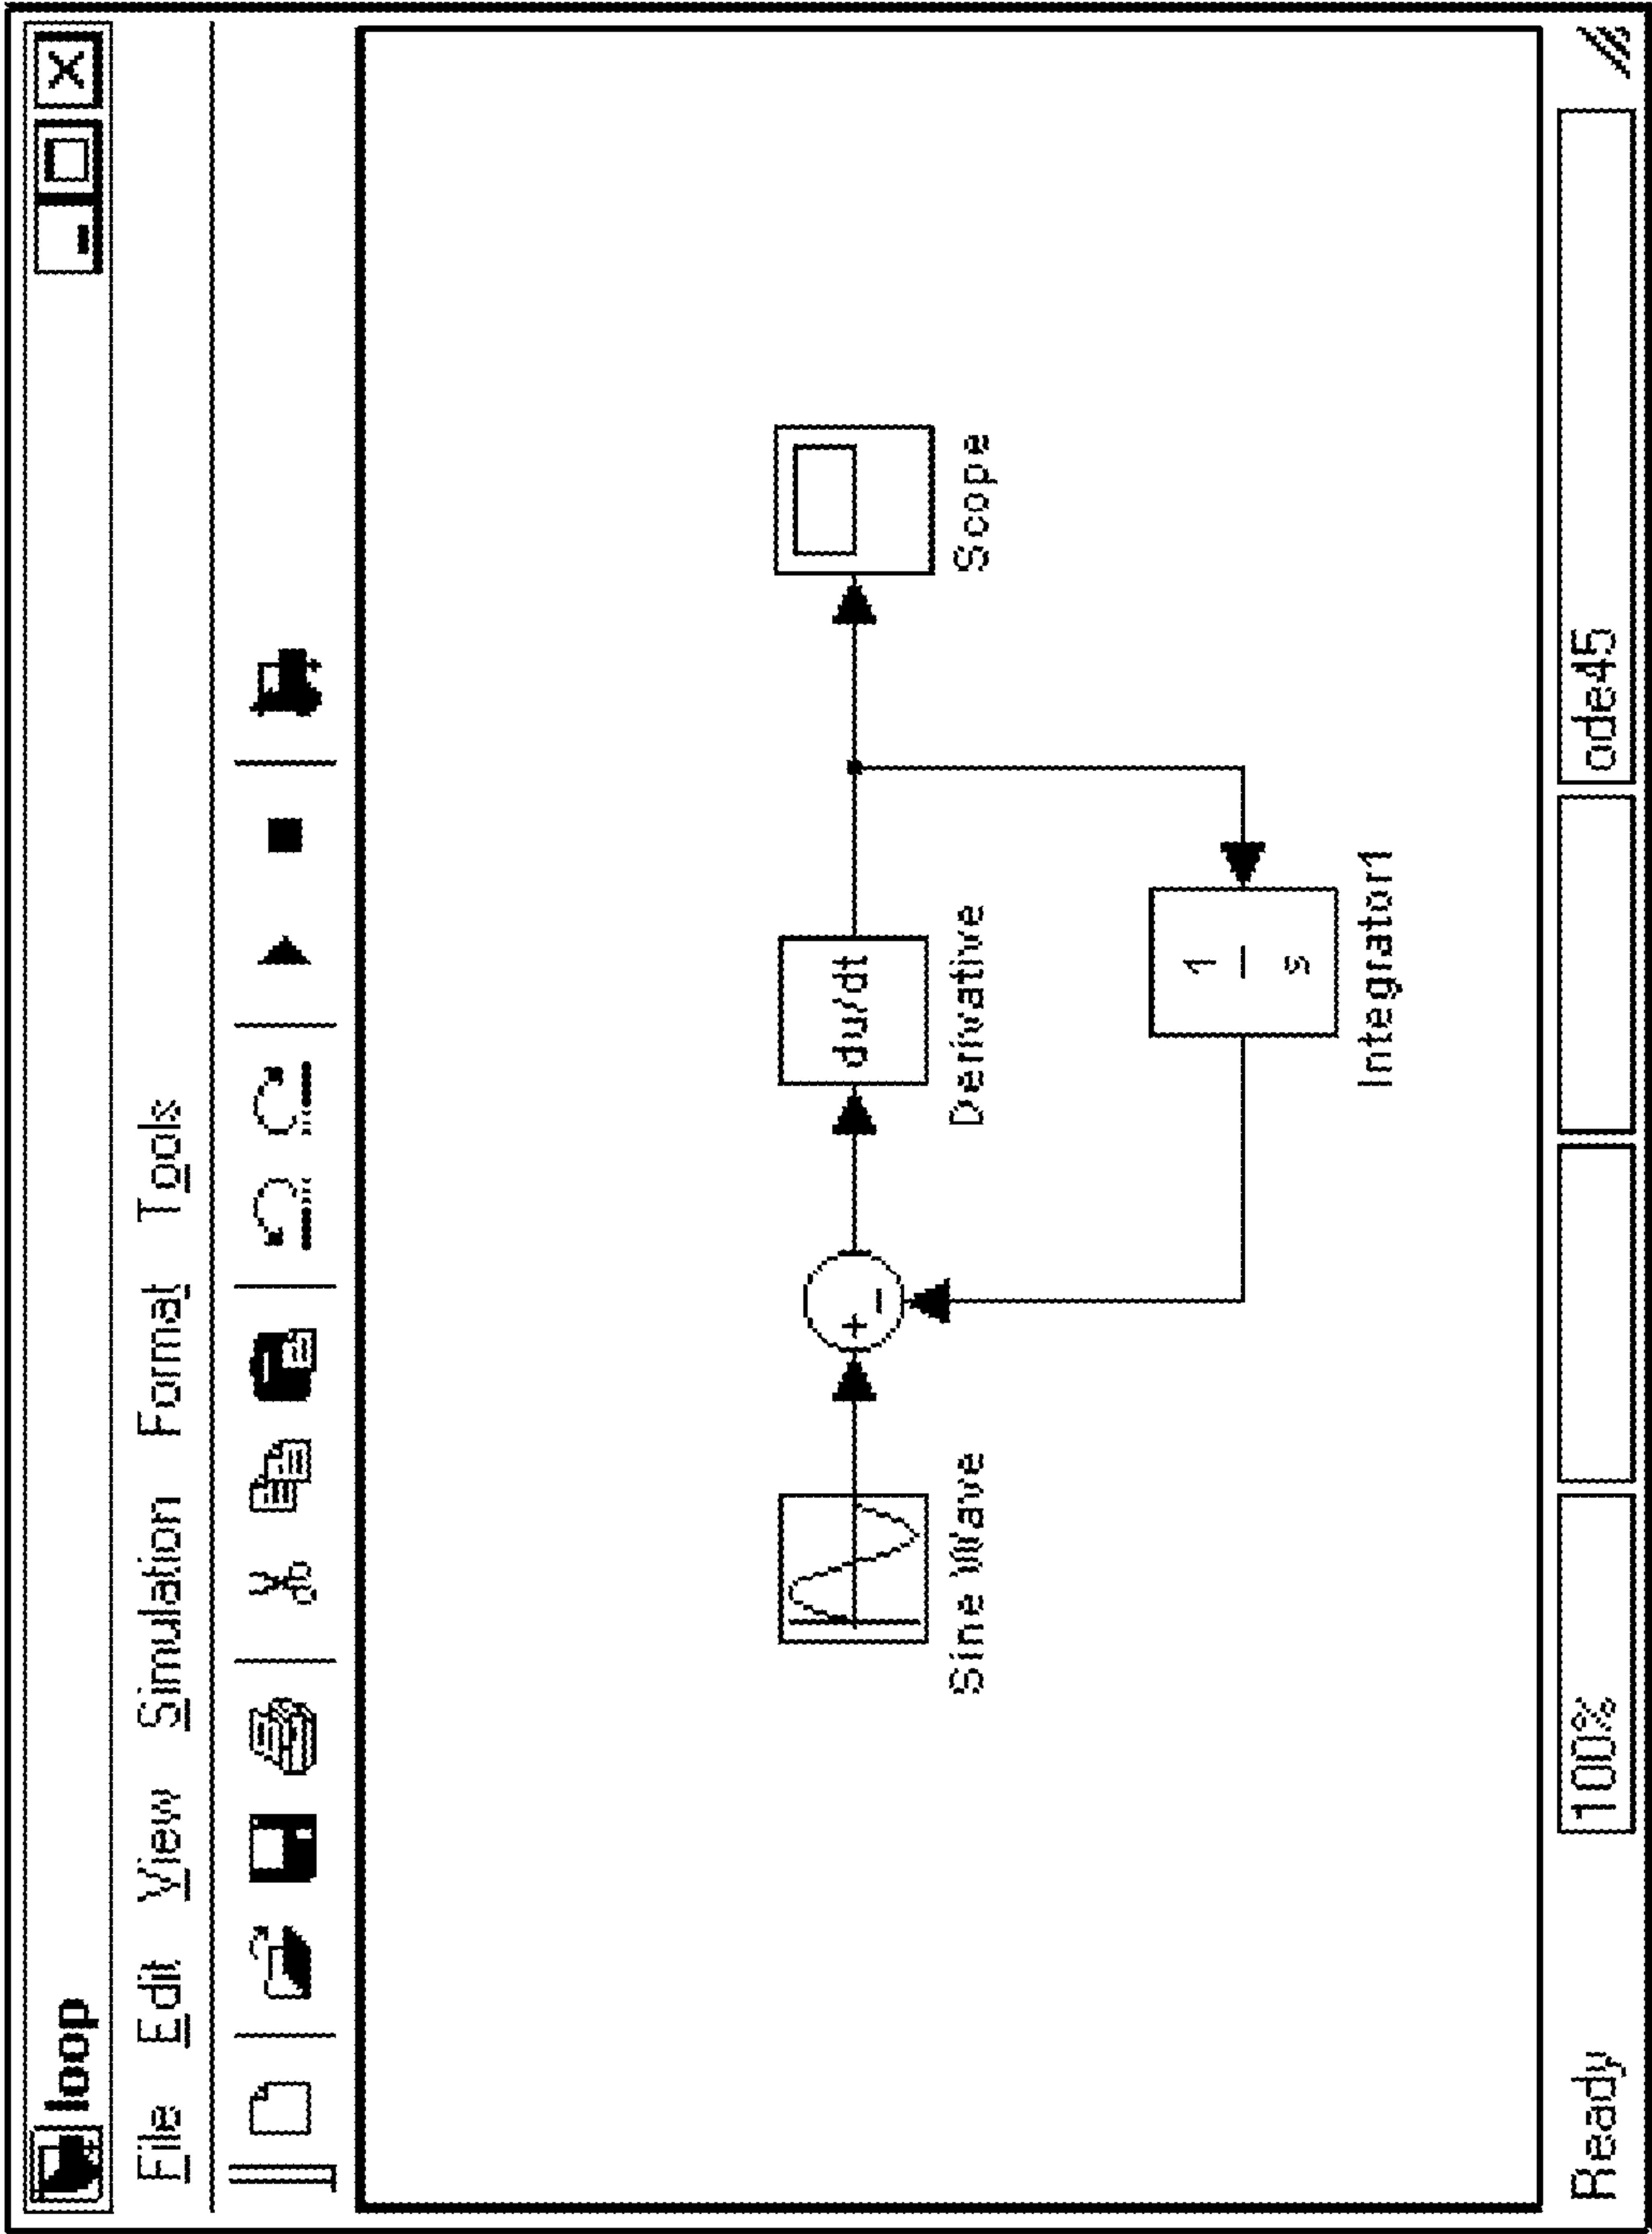 loop
File Edit View Simulation Format Tools
+
−
du/dt
Sine Wave
Derivative
Scope
1
s
Integrator1
Ready 100% ode45